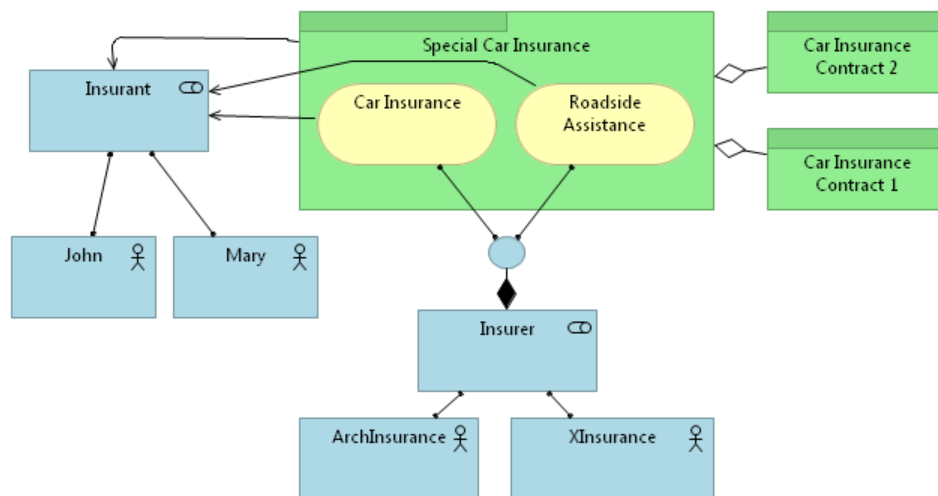 Special Car Insurance
Car Insurance
Contract 2
Insurant
Car Insurance
Roadside
Assistance
Car Insurance
Contract 1
John
Mary
Insurer
ArchInsurance
XInsurance